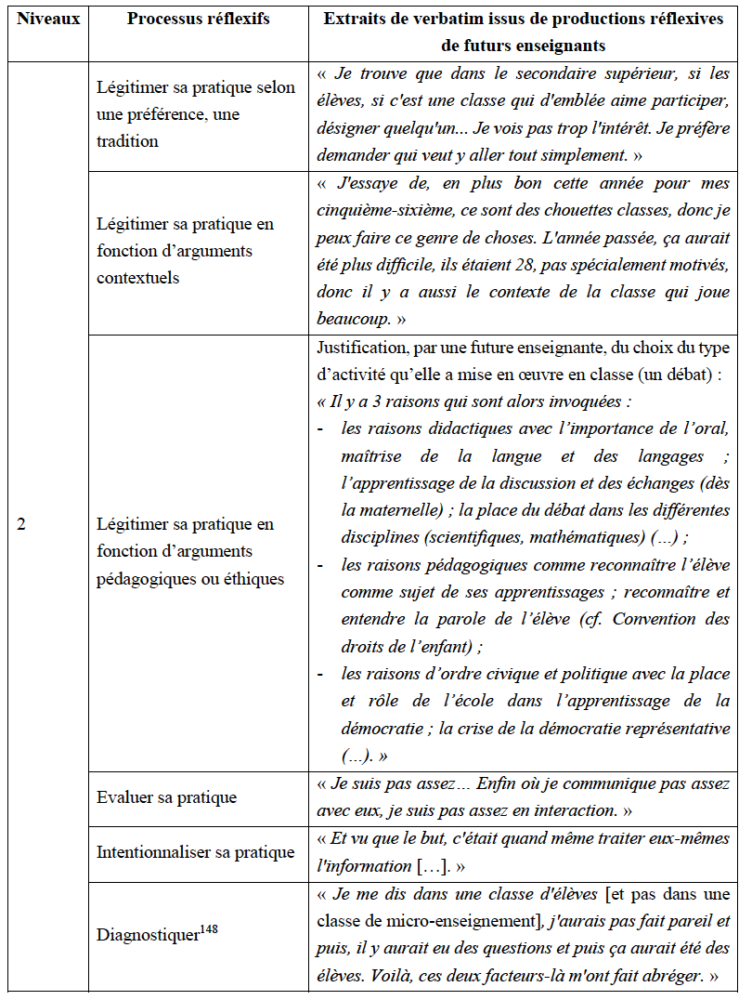 Niveaux
Processus réflexifs
Extraits de verbatim issus de productions réflexives
de futurs enseignants
2
Légitimer sa pratique selon
une préférence, une
tradition
« Je trouve que dans le secondaire supérieur, si les
élèves, si c'est une classe qui d'emblée aime participer,
désigner quelqu'un... Je vois pas trop l'intérêt. Je préfère
demander qui veut y aller tout simplement. »
Légitimer sa pratique en
fonction d’arguments
contextuels
« J'essaye de, en plus bon cette année pour mes
cinquième-sixième, ce sont des chouettes classes, donc je
peux faire ce genre de choses. L'année passée, ça aurait
été plus difficile, ils étaient 28, pas spécialement motivés,
donc il y a aussi le contexte de la classe qui joue
beaucoup. »
Légitimer sa pratique en
fonction d’arguments
pédagogiques ou éthiques
Justification, par une future enseignante, du choix du type
d’activité qu’elle a mise en œuvre en classe (un débat) :
« Il y a 3 raisons qui sont alors invoquées :
- les raisons didactiques avec l’importance de l’oral,
maîtrise de la langue et des langages ;
l’apprentissage de la discussion et des échanges (dès
la maternelle) ; la place du débat dans les différentes
disciplines (scientifiques, mathématiques) (…) ;
- les raisons pédagogiques comme reconnaître l’élève
comme sujet de ses apprentissages ; reconnaître et
entendre la parole de l’élève (cf. Convention des
droits de l’enfant) ;
- les raisons d’ordre civique et politique avec la place
et rôle de l’école dans l’apprentissage de la
démocratie ; la crise de la démocratie représentative
(…). »
Evaluer sa pratique
« Je suis pas assez… Enfin où je communique pas assez
avec eux, je suis pas assez en interaction. »
Intentionnaliser sa pratique
« Et vu que le but, c'était quand même traiter eux-mêmes
l'information […]. »
Diagnostiquer148
« Je me dis dans une classe d'élèves [et pas dans une
classe de micro-enseignement], j'aurais pas fait pareil et
puis, il y aurait eu des questions et puis ça aurait été des
élèves. Voilà, ces deux facteurs-là m'ont fait abréger. »